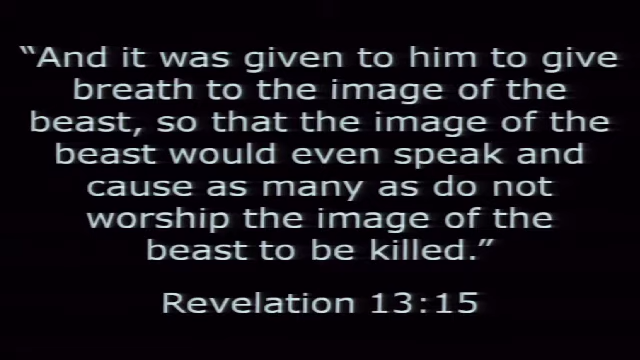 “And it was given to him to give
breath to the image of the
beast, so that the image of the
beast would even speak and
cause as many as do not
worship the image of the
beast to be killed.”
Revelation 13:15